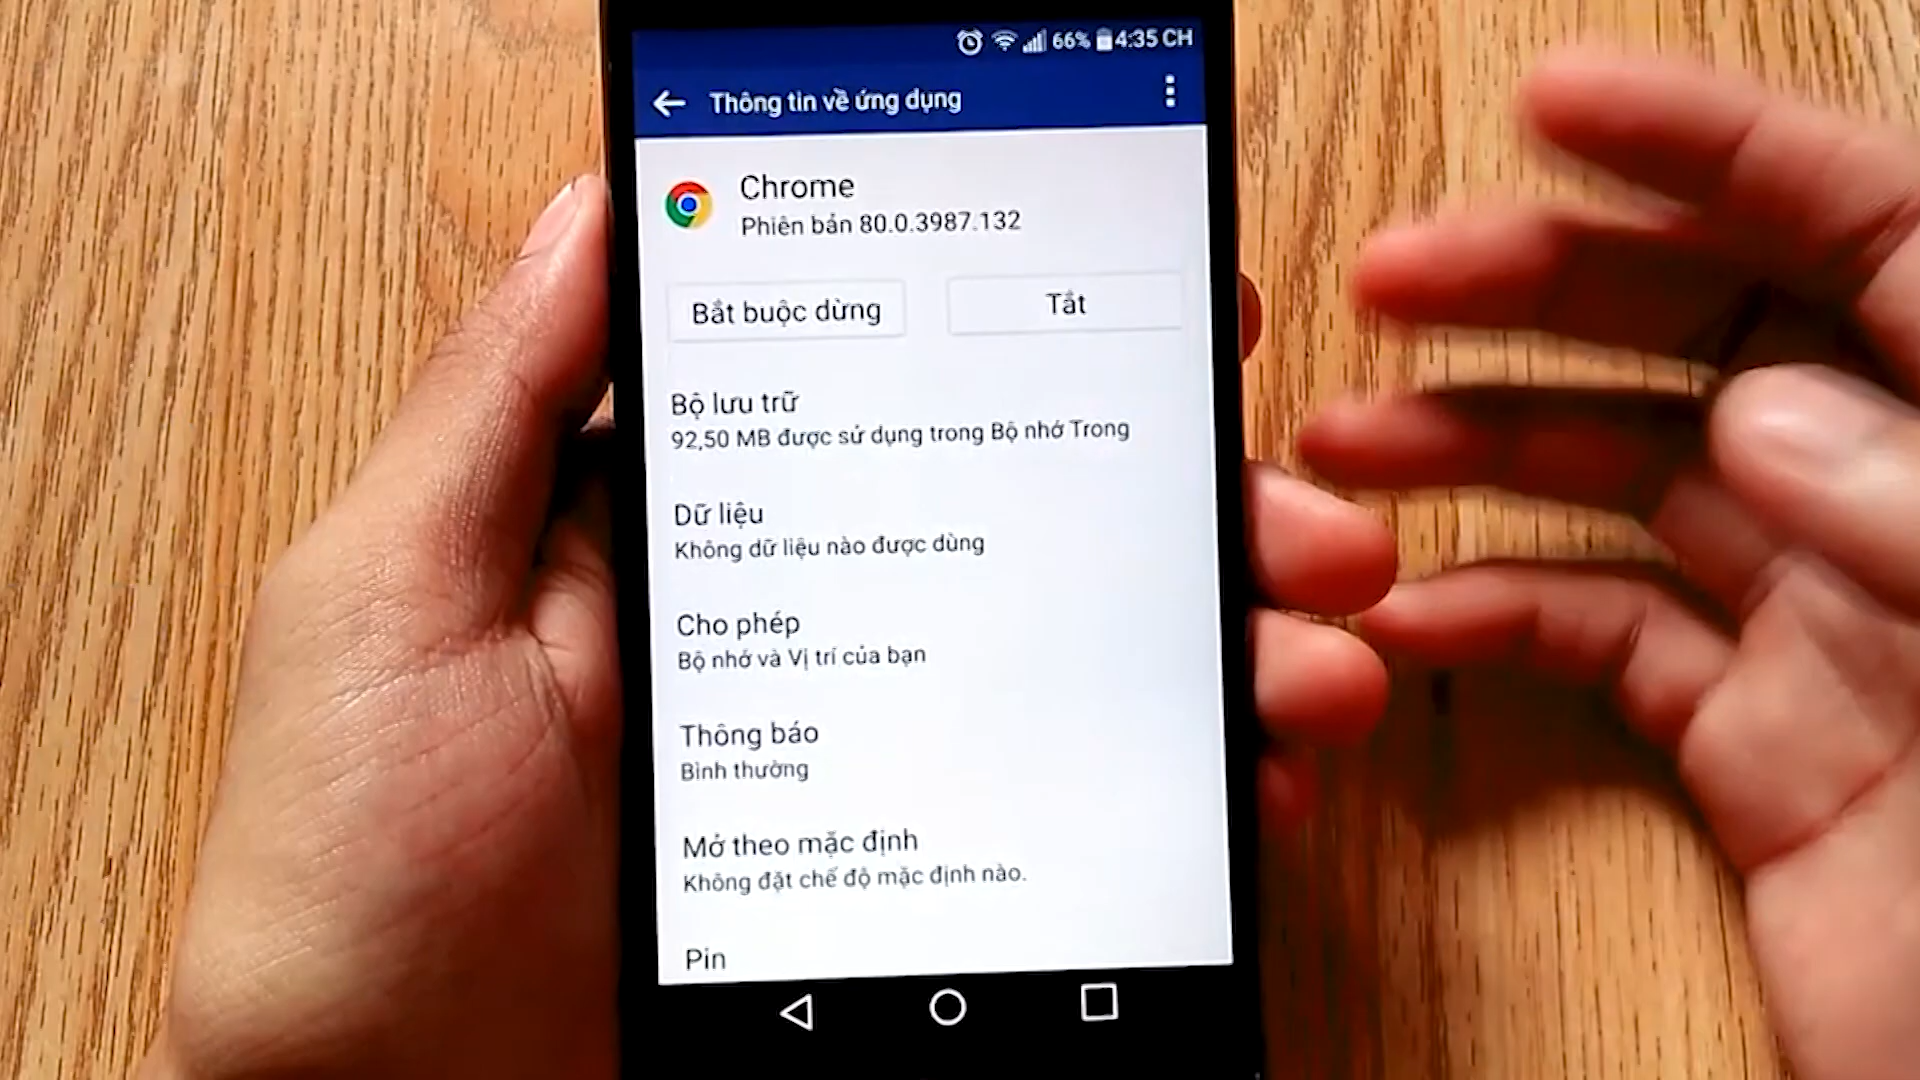 66% 4:35 CH
Thông tin về ứng dụng
Chrome
Phiên bản 80.0.3987.132
Bắt buộc dừng
Tắt
Bộ lưu trữ
92,50 MB được sử dụng trong Bộ nhớ Trong
Dữ liệu
Không dữ liệu nào được dùng
Cho phép
Bộ nhớ và Vị trí của bạn
Thông báo
Bình thường
Mở theo mặc định
Không đặt chế độ mặc định nào.
Pin